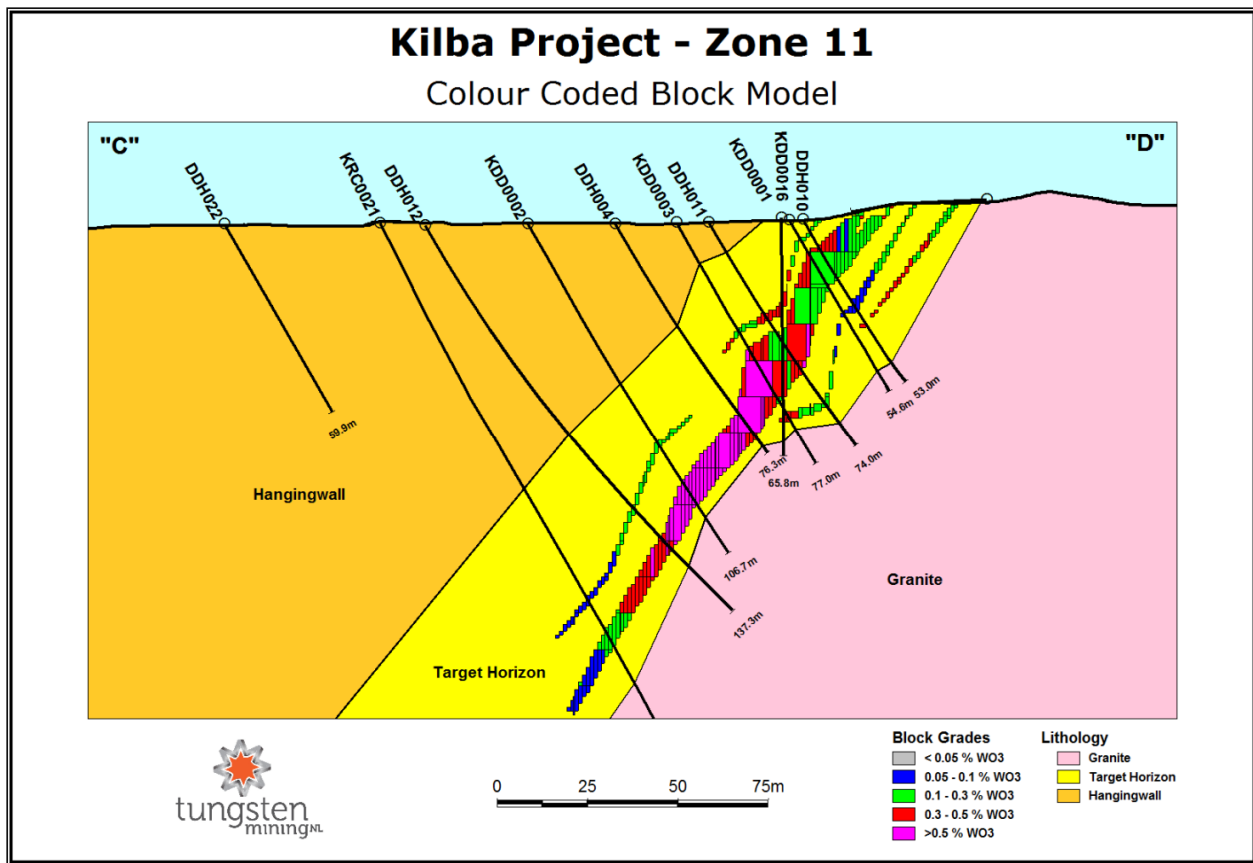 Kilba Project - Zone 11
Colour Coded Block Model
"C"
"D"
DDH022
KRC0021
DDH012
KDD0002
DDH004
KDD0003
DDH011
KDD0001
KDD0016
DDH010
59.9m
53.0m
54.6m
74.0m
76.3m
65.8m
77.0m
106.7m
137.3m
Hangingwall
Granite
Target Horizon
Block Grades
< 0.05 % WO3
0.05 - 0.1 % WO3
0.1 - 0.3 % WO3
0.3 - 0.5 % WO3
>0.5 % WO3
Lithology
Granite
Target Horizon
Hangingwall
0 25 50 75m
tungsten
mining NL